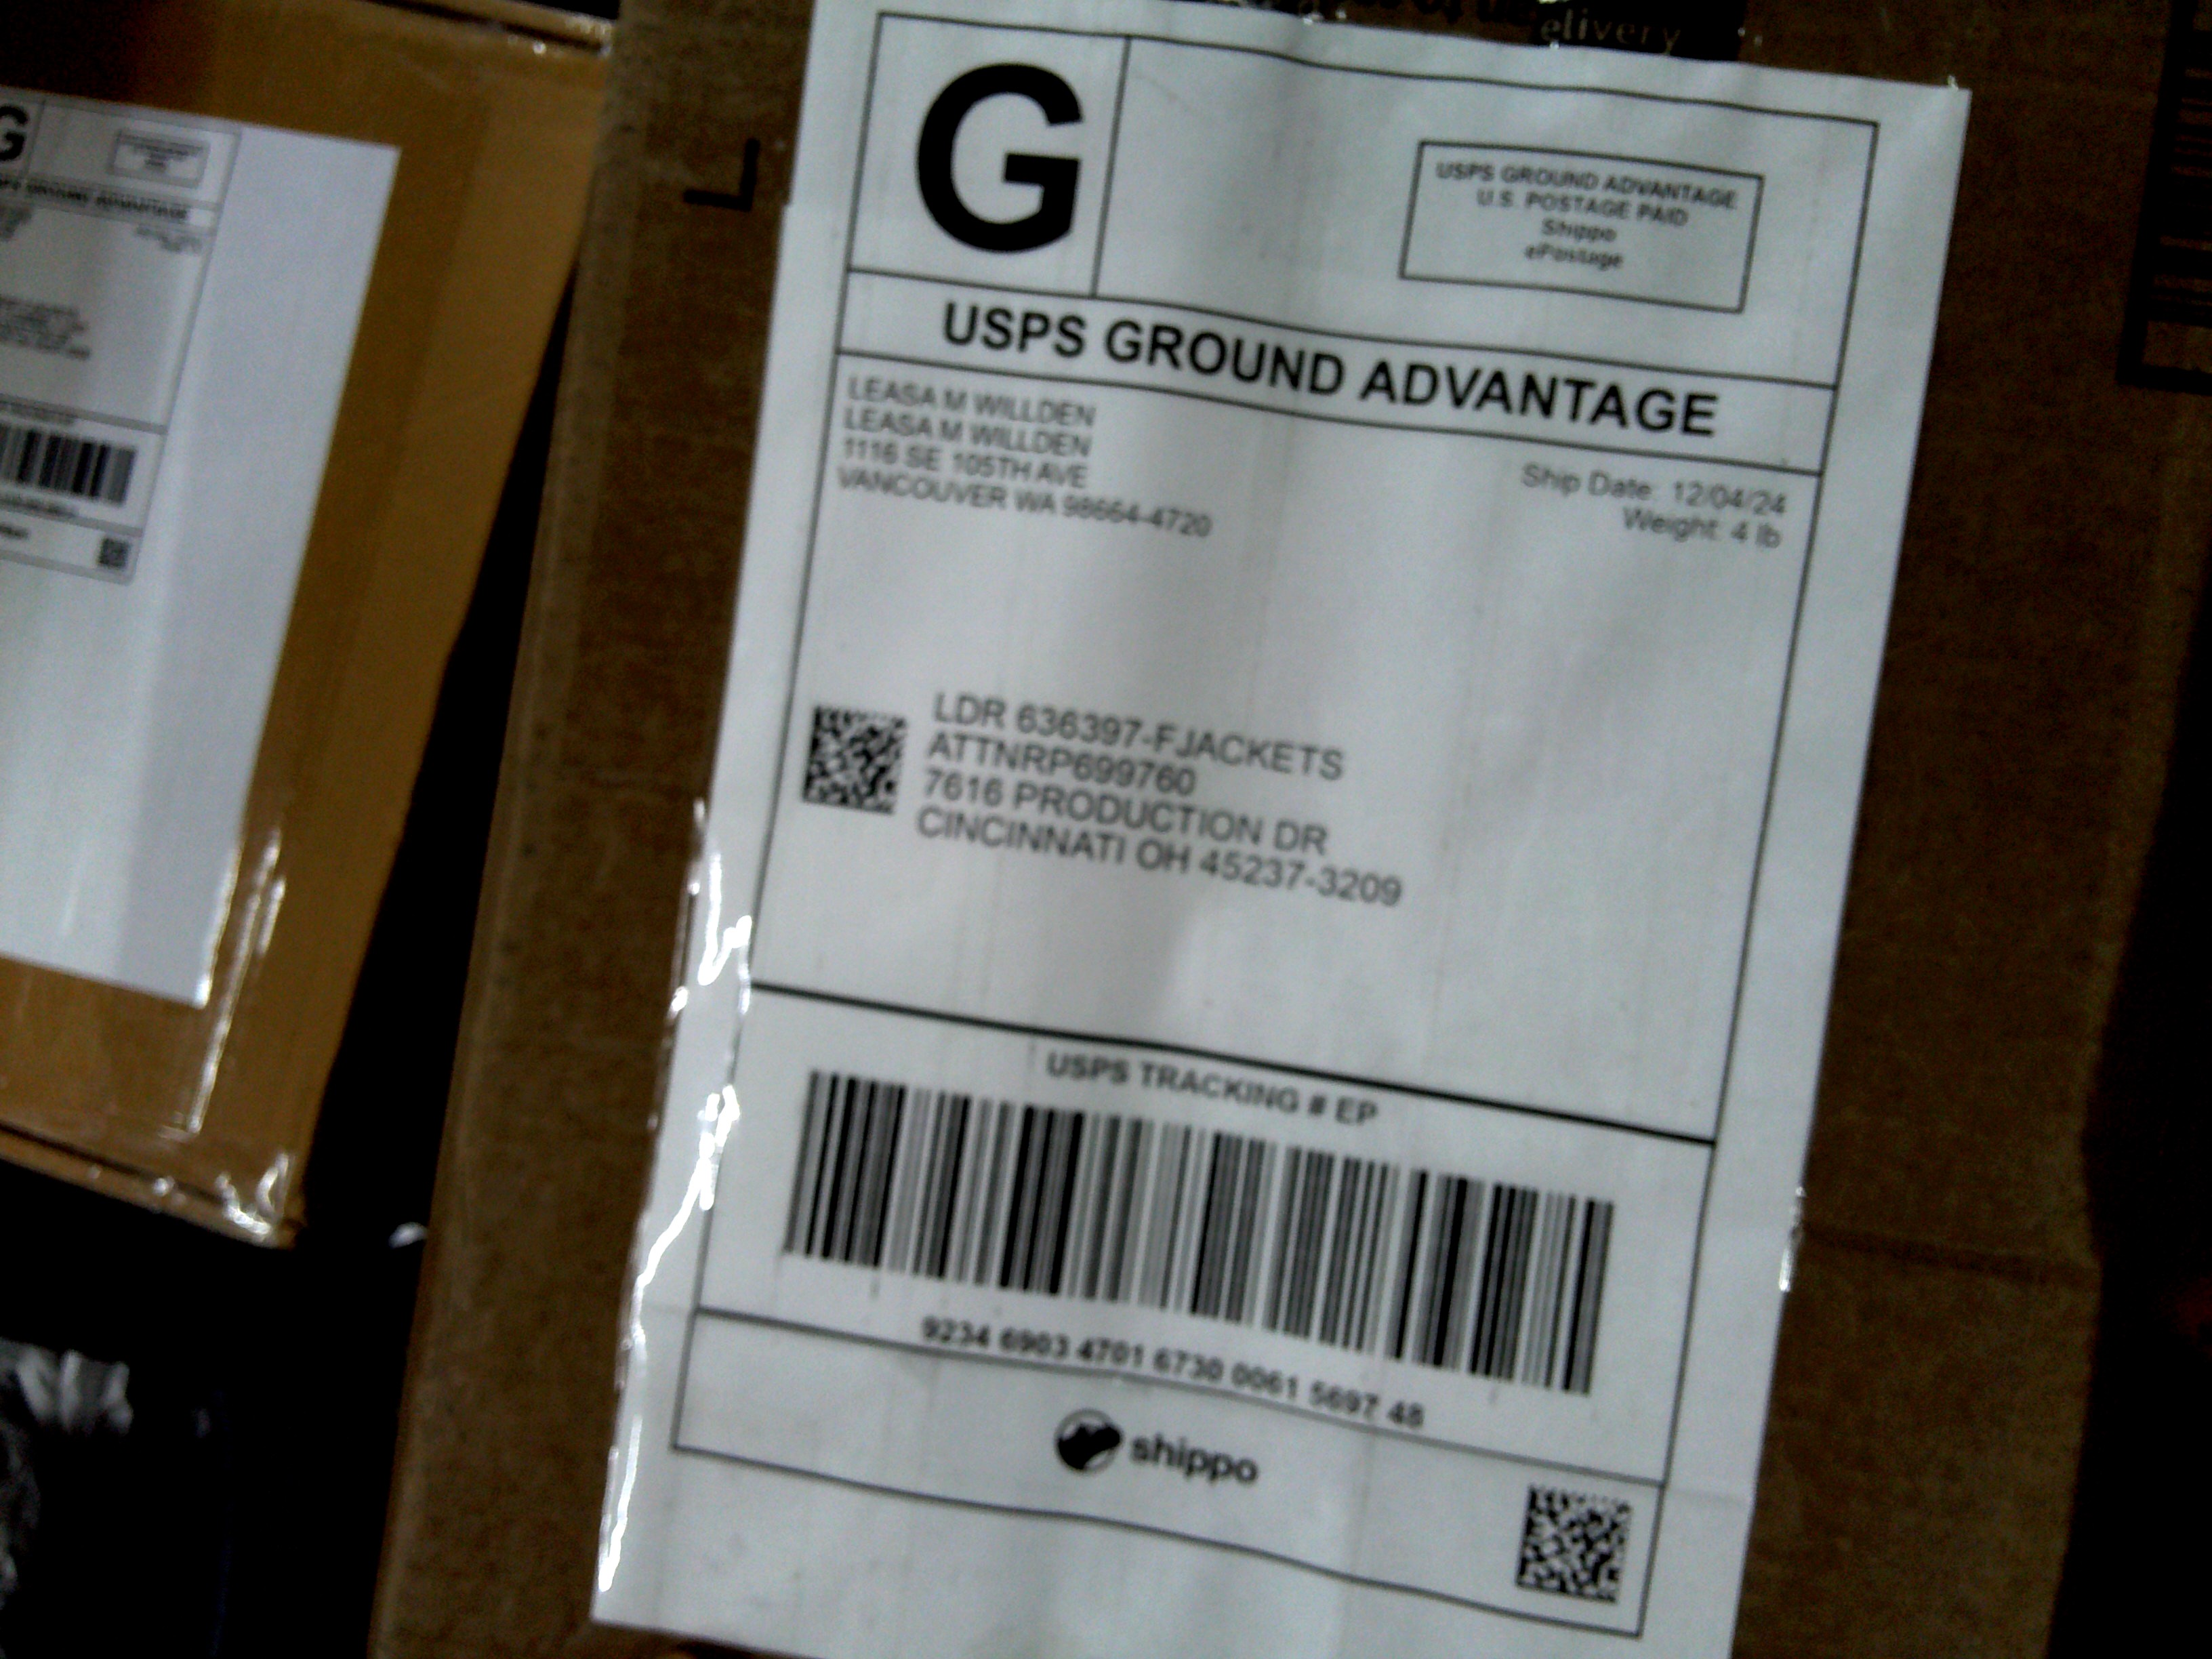 elivery
G
USPS GROUND ADVANTAGE
U.S. POSTAGE PAID
Shippo
ePostage
USPS GROUND ADVANTAGE
LEASA M WILLDEN
LEASA M WILLDEN
1116 SE 105TH AVE
VANCOUVER WA 98664-4720
Ship Date: 12/04/24
Weight: 4 lb
LDR 636397-FJACKETS
ATTNRP699760
7616 PRODUCTION DR
CINCINNATI OH 45237-3209
USPS TRACKING # EP
9234 6903 4701 6730 0061 5697 48
shippo
G
GROUND ADVANTAGE